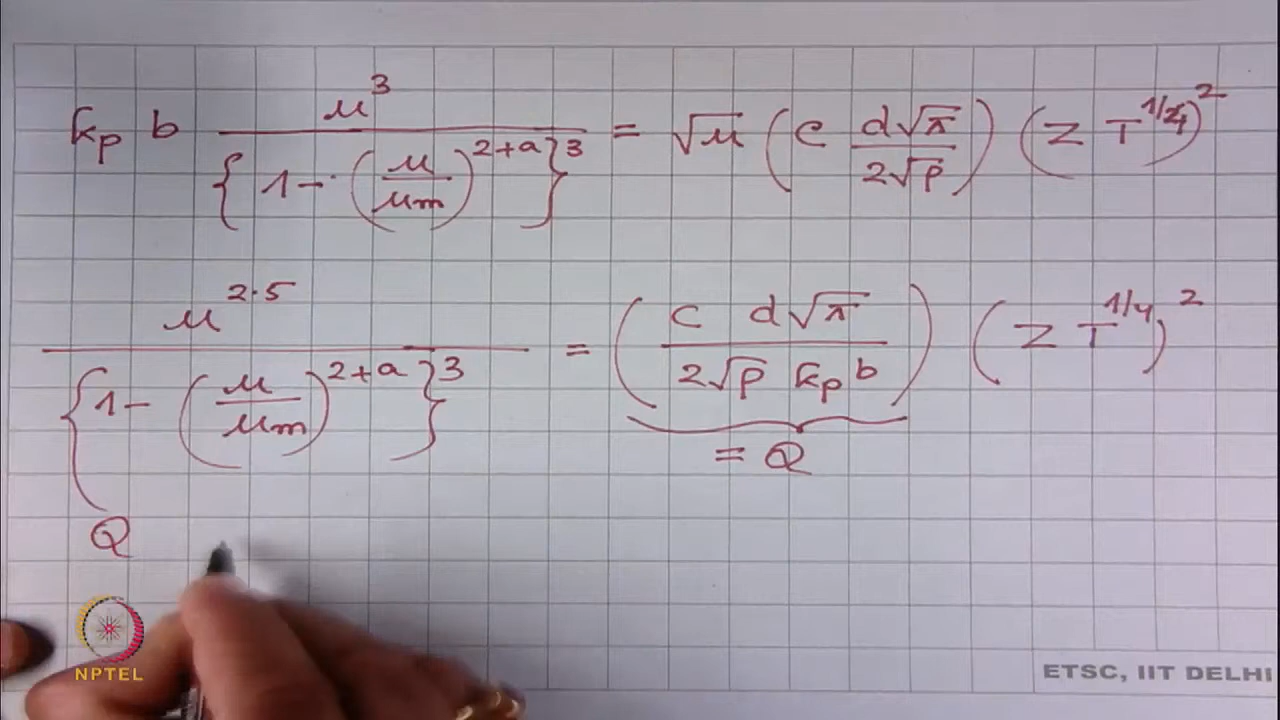 kp b μ³ / {1 - (μ/μm)^(2+a)}³ = √μ (c d√π / 2√p) (Z T^(1/4))²
μ^2.5 / {1 - (μ/μm)^(2+a)}³ = (c d√π / 2√p kp b) (Z T^(1/4))²
= Q
Q
NPTEL
ETSC, IIT DELHI